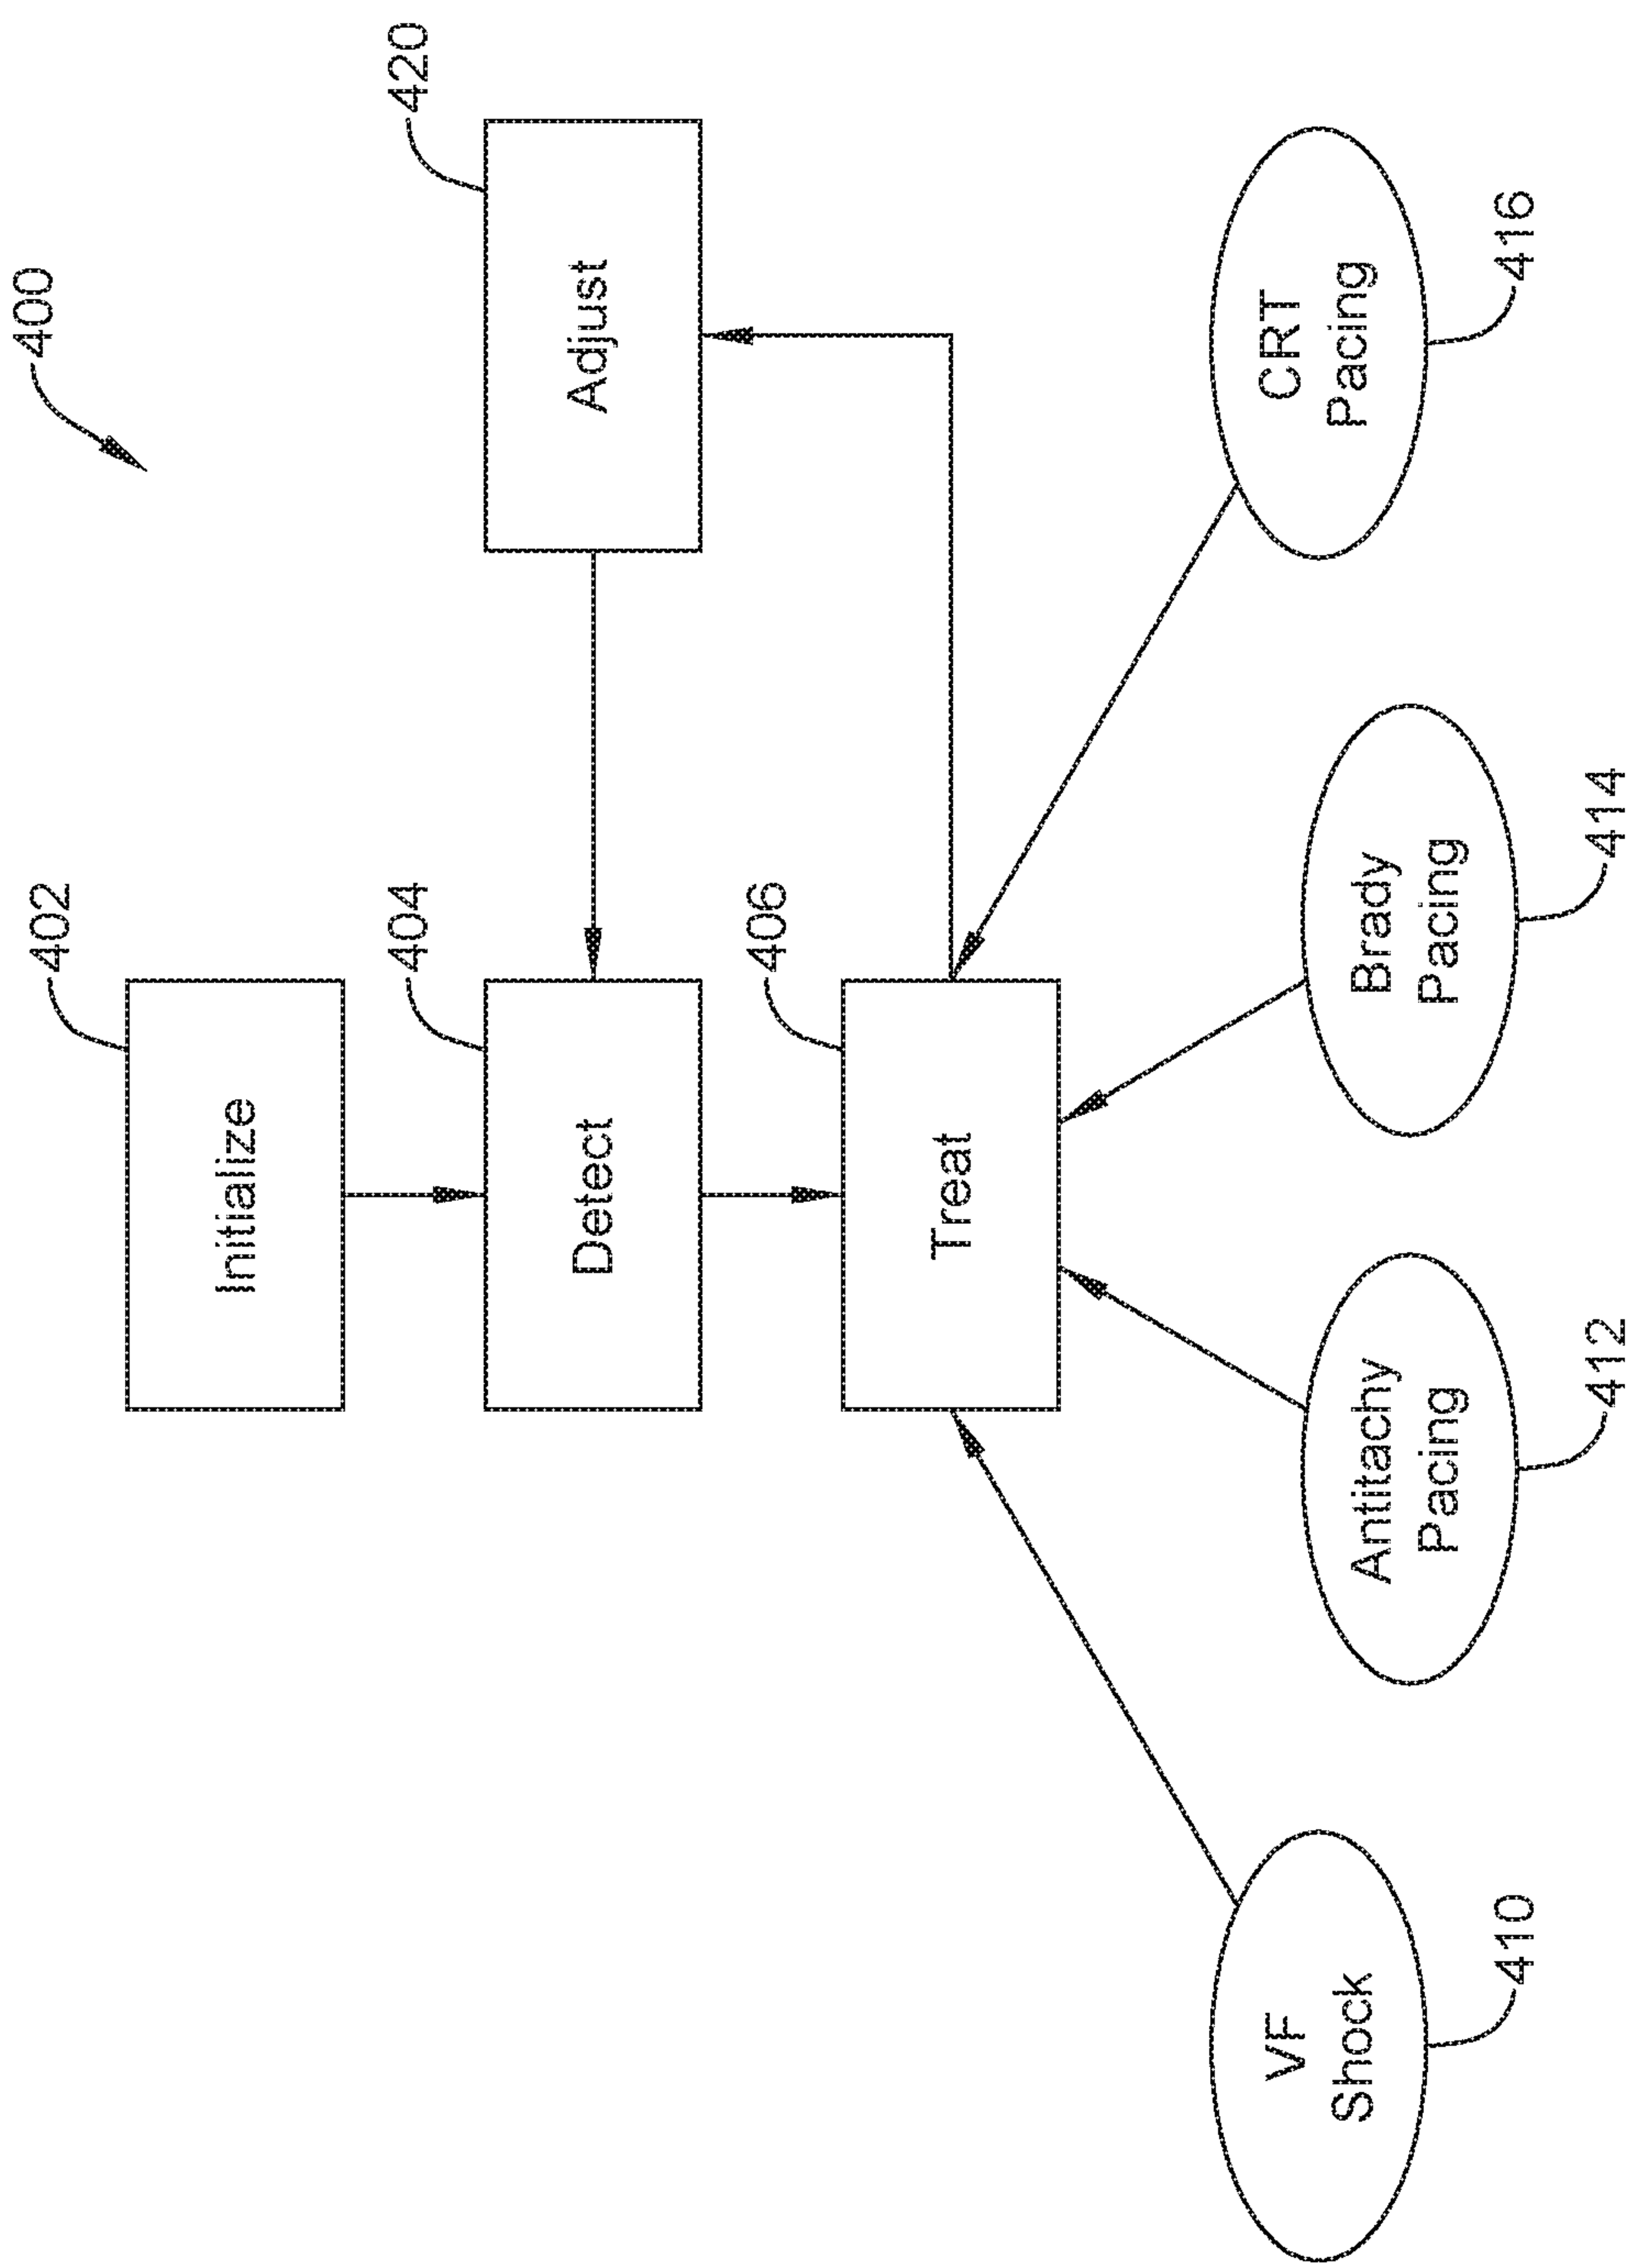 400
402
Initialize
404
Detect
420
Adjust
406
Treat
VF
Shock
410
Antitachy
Pacing
412
Brady
Pacing
414
CRT
Pacing
416